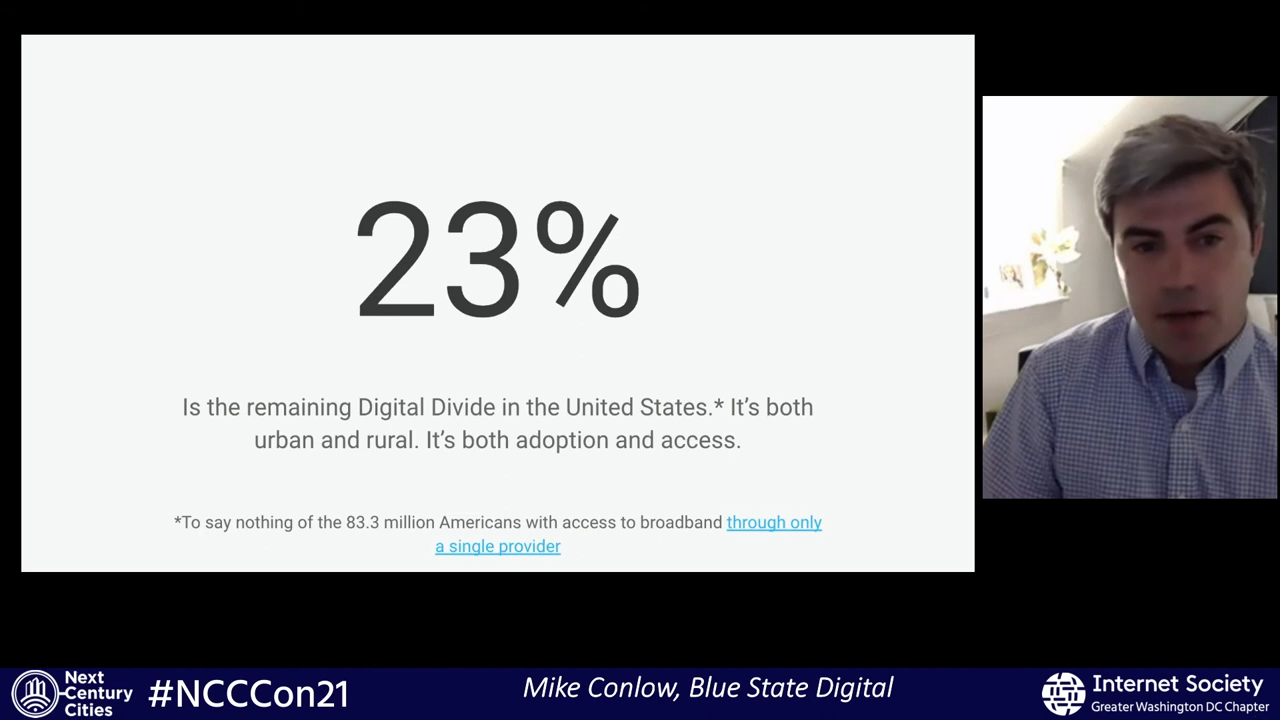 23%
Is the remaining Digital Divide in the United States.* It’s both
urban and rural. It’s both adoption and access.
*To say nothing of the 83.3 million Americans with access to broadband through only
a single provider
Next
Century
Cities
#NCCCon21
Mike Conlow, Blue State Digital
Internet Society
Greater Washington DC Chapter